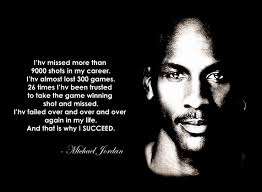 I'hv missed more than
9000 shots in my career.
I'hv almost lost 300 games.
26 times I'hv been trusted
to take the game winning
shot and missed.
I'hv failed over and over and over
again in my life.
And that is why I SUCCEED.
- Michael Jordan